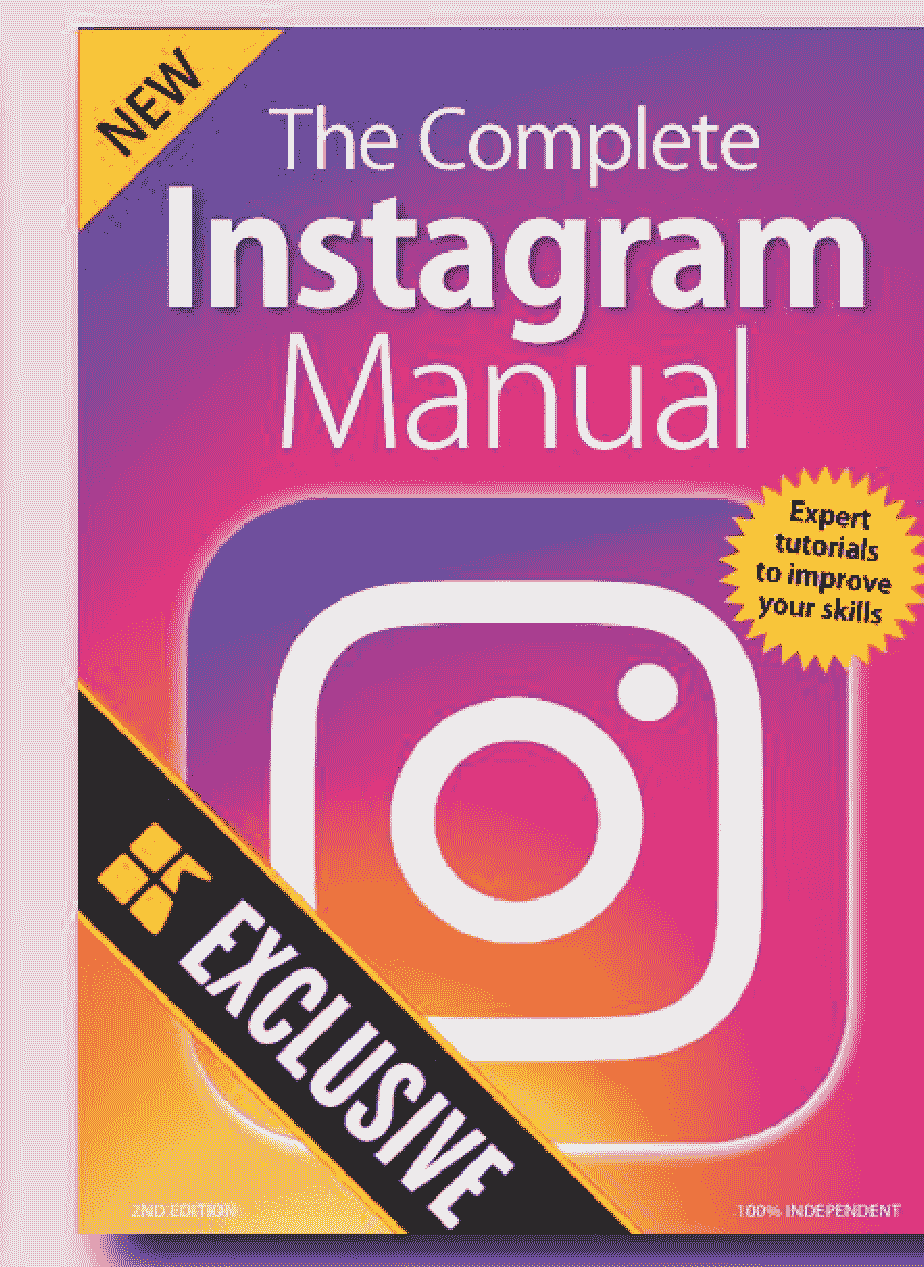 NEW
The Complete
Instagram
Manual
Expert
tutorials
to improve
your skills
EXCLUSIVE
2ND EDITION
100% INDEPENDENT